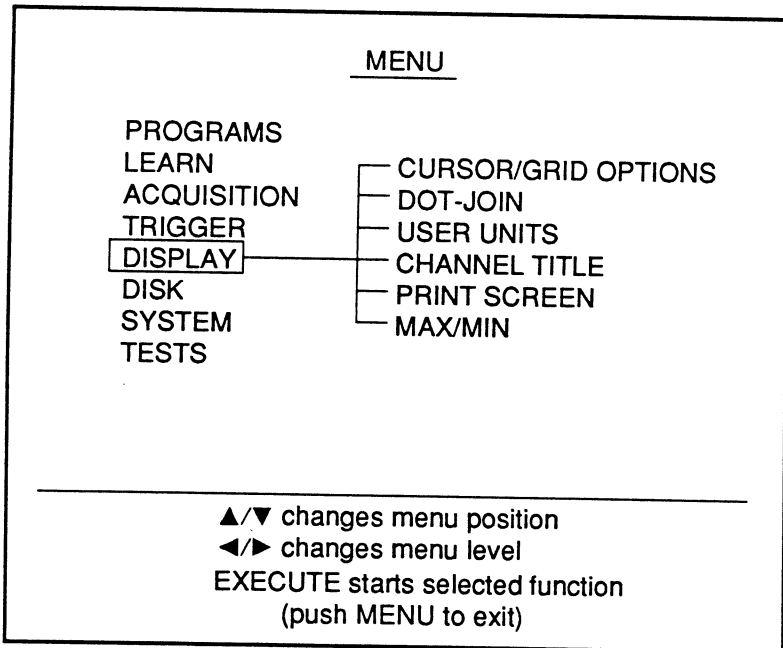 MENU
PROGRAMS
LEARN
ACQUISITION
TRIGGER
DISPLAY
DISK
SYSTEM
TESTS
CURSOR/GRID OPTIONS
DOT-JOIN
USER UNITS
CHANNEL TITLE
PRINT SCREEN
MAX/MIN
▲/▼ changes menu position
◄/► changes menu level
EXECUTE starts selected function
(push MENU to exit)